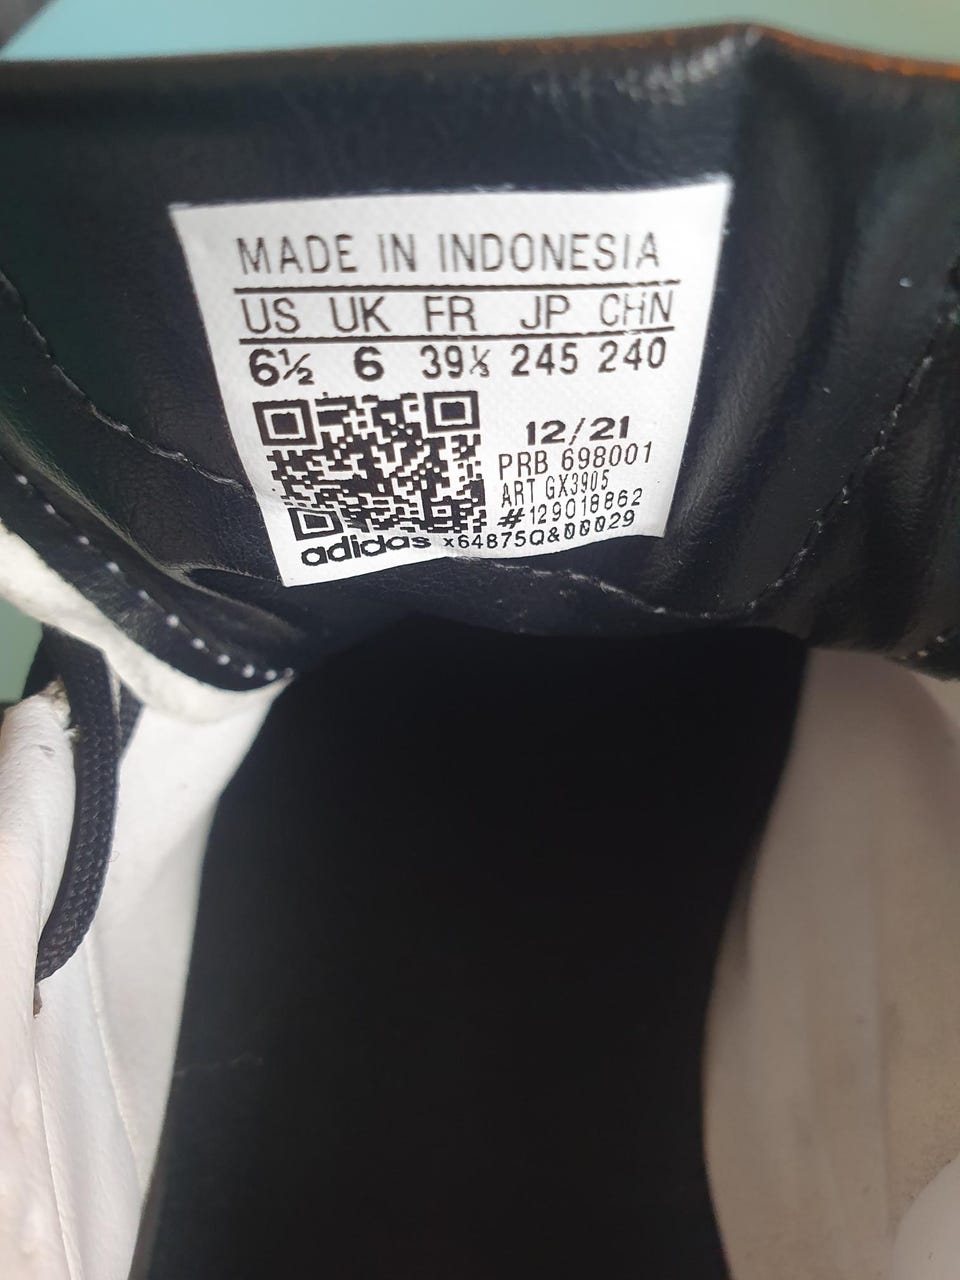 MADE IN INDONESIA
US UK FR JP CHN
6½ 6 39⅓ 245 240
12/21
PRB 698001
ART GX3905
#129018862
adidas x64875Q&00029